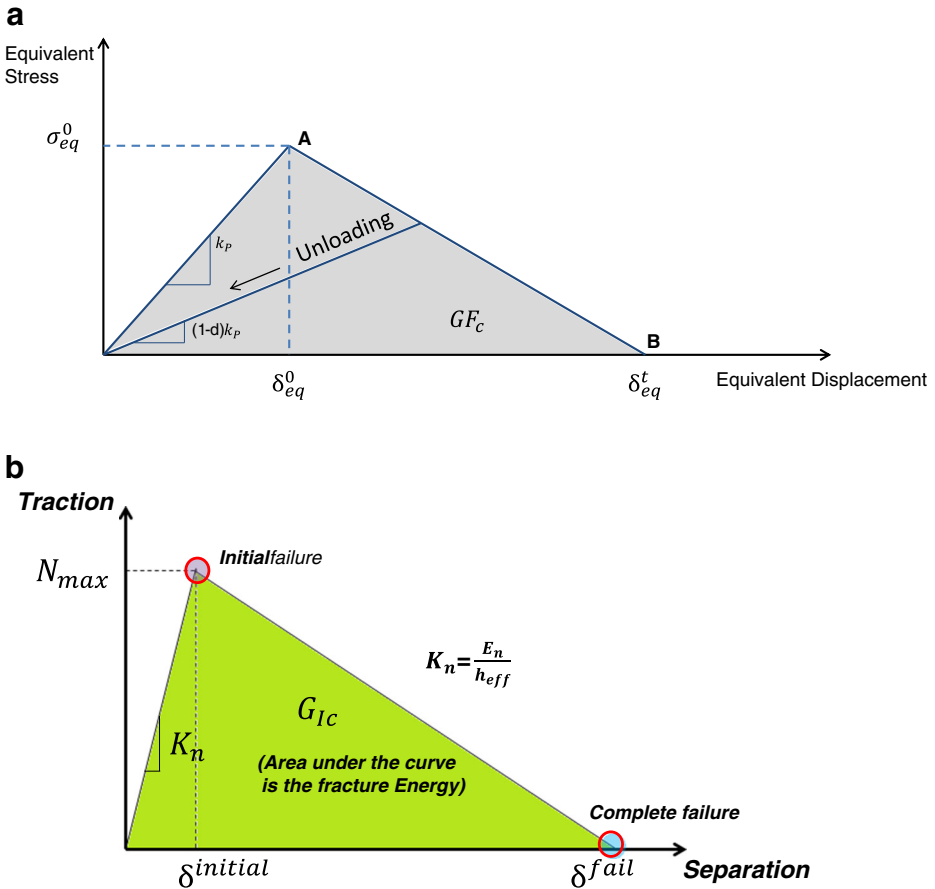 a
Equivalent
Stress
σ⁰eq
A
kP
Unloading
(1-d)kP
GFc
B
δ⁰eq
δᵗeq
Equivalent Displacement
b
Traction
Nmax
Initialfailure
Kn=En/heff
GIc
Kn
(Area under the curve
is the fracture Energy)
Complete failure
δinitial
δfail
Separation